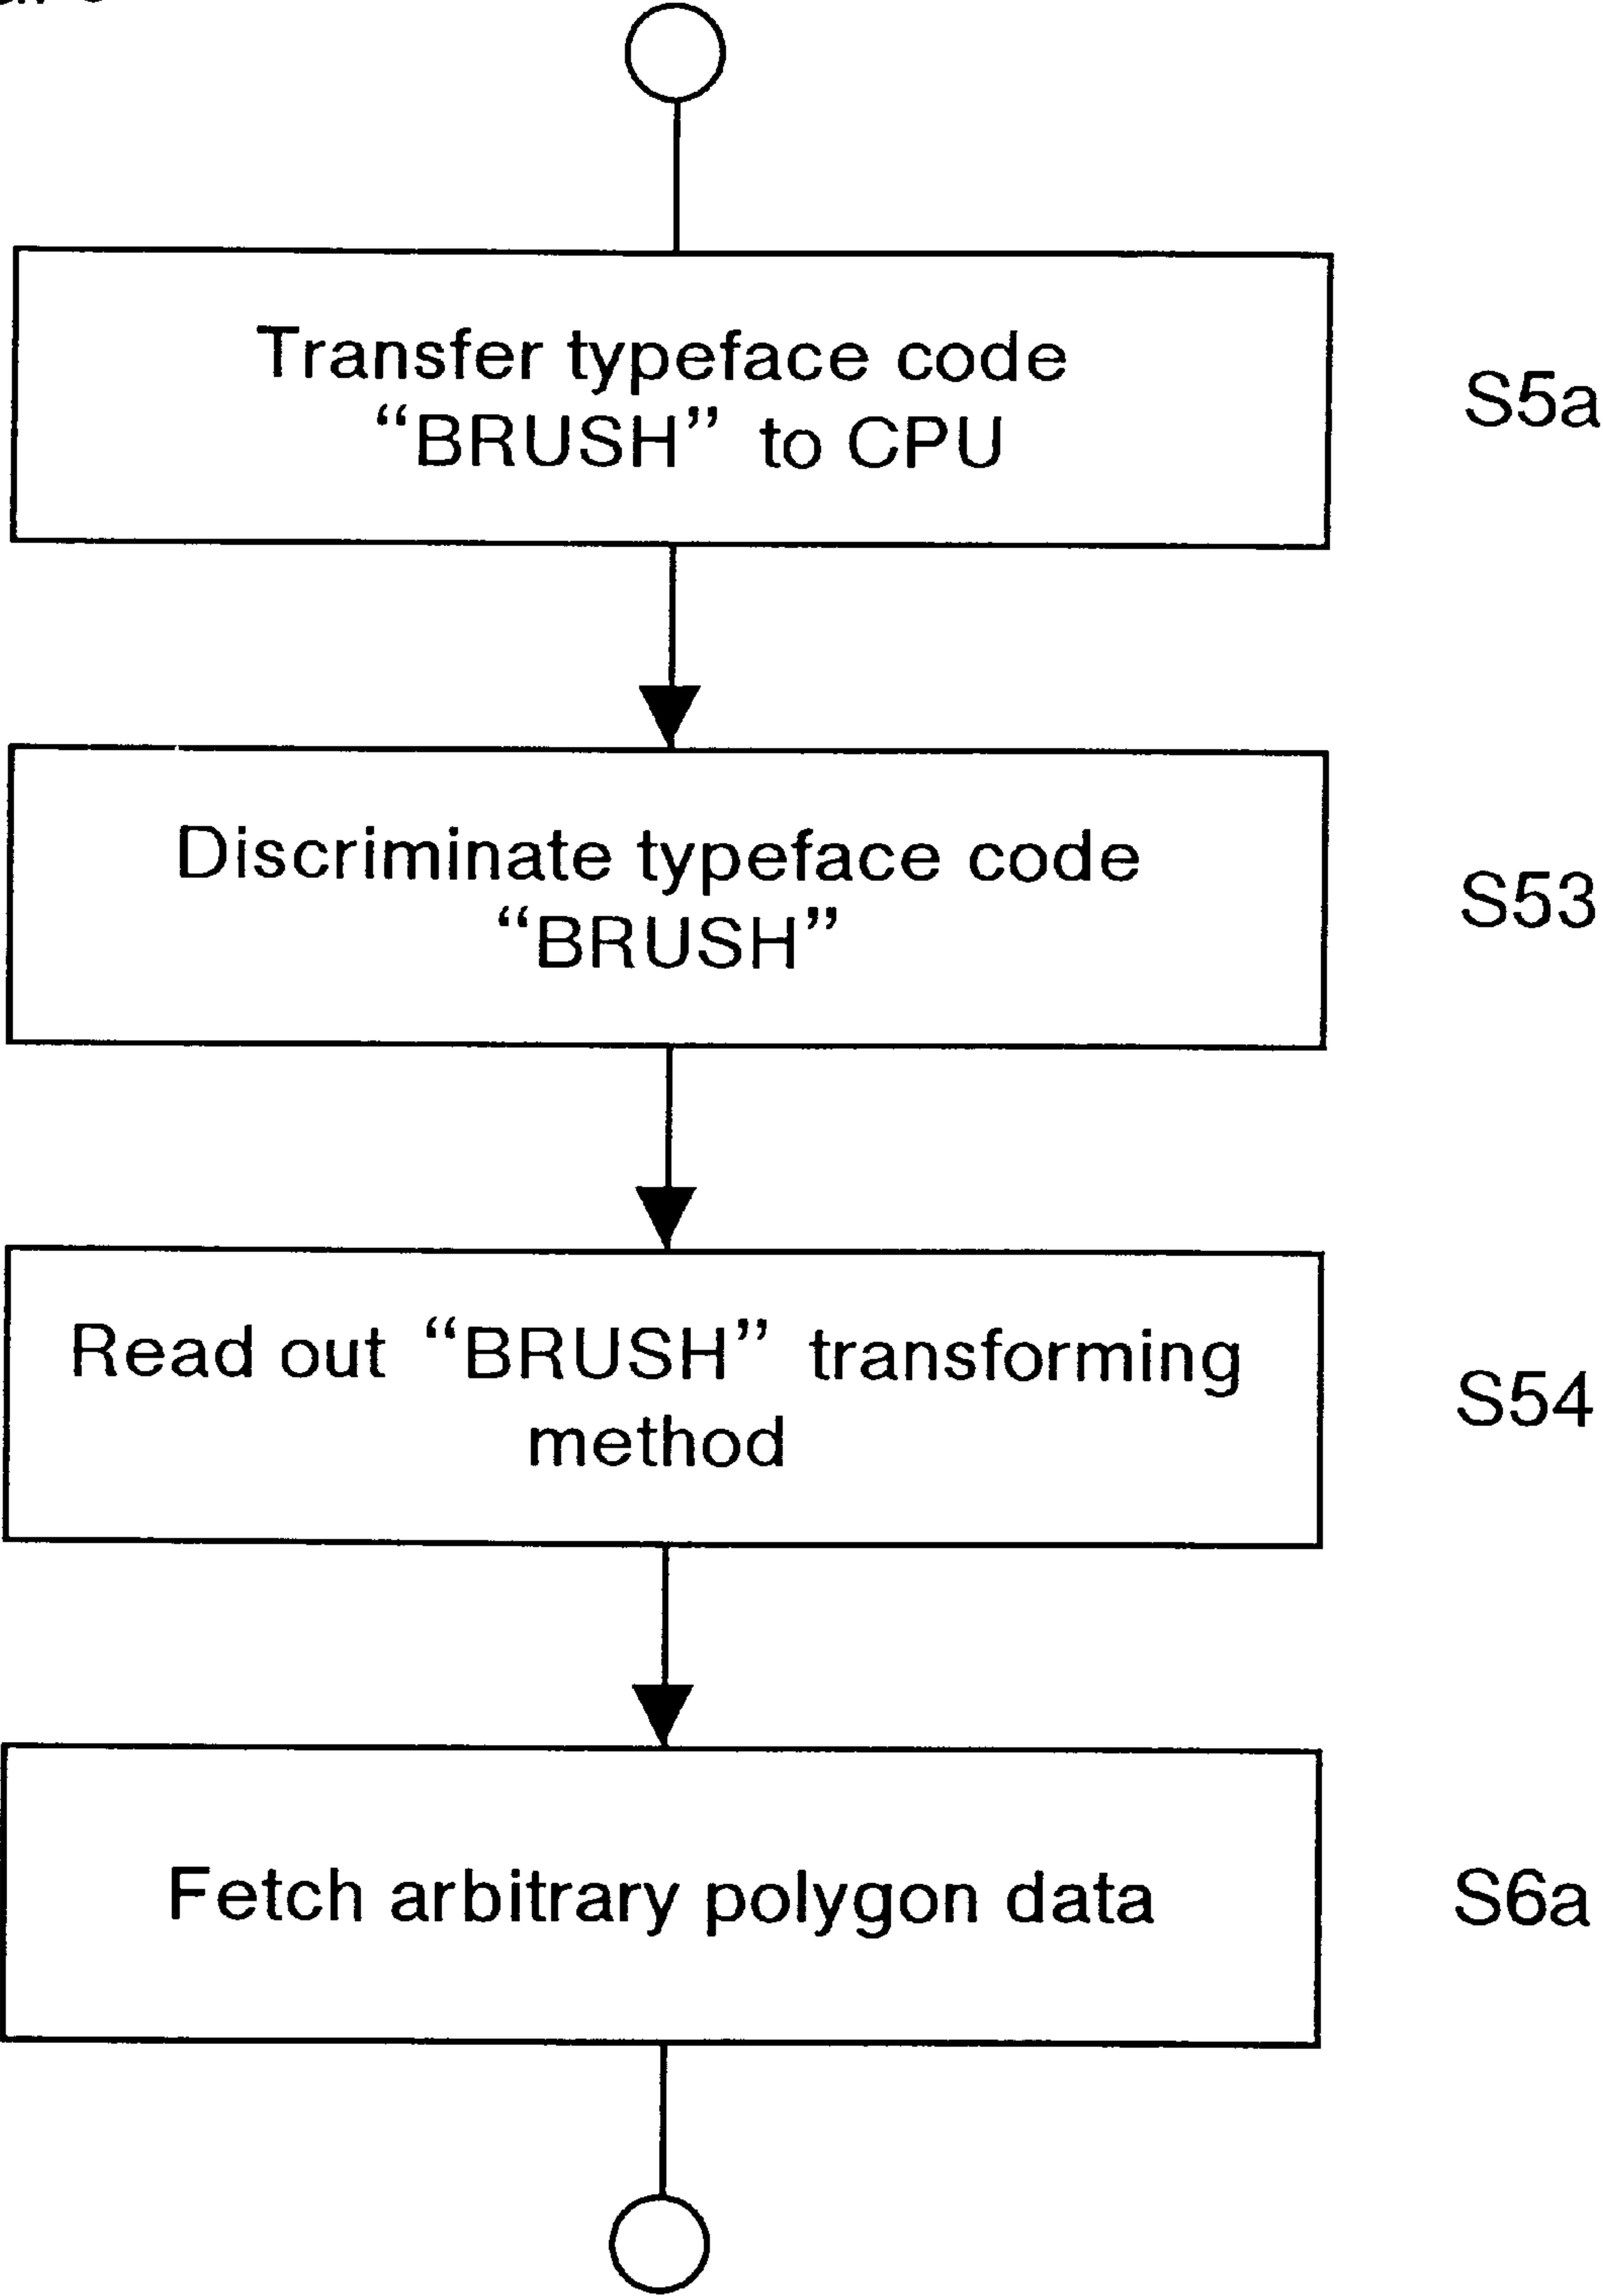 Transfer typeface code
“BRUSH” to CPU
S5a
Discriminate typeface code
“BRUSH”
S53
Read out “BRUSH” transforming
method
S54
Fetch arbitrary polygon data
S6a